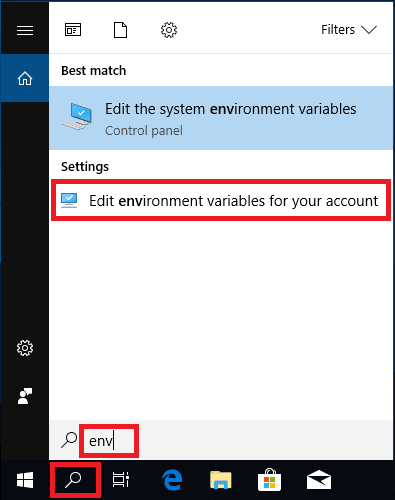 Filters
Best match
Edit the system environment variables
Control panel
Settings
Edit environment variables for your account
env